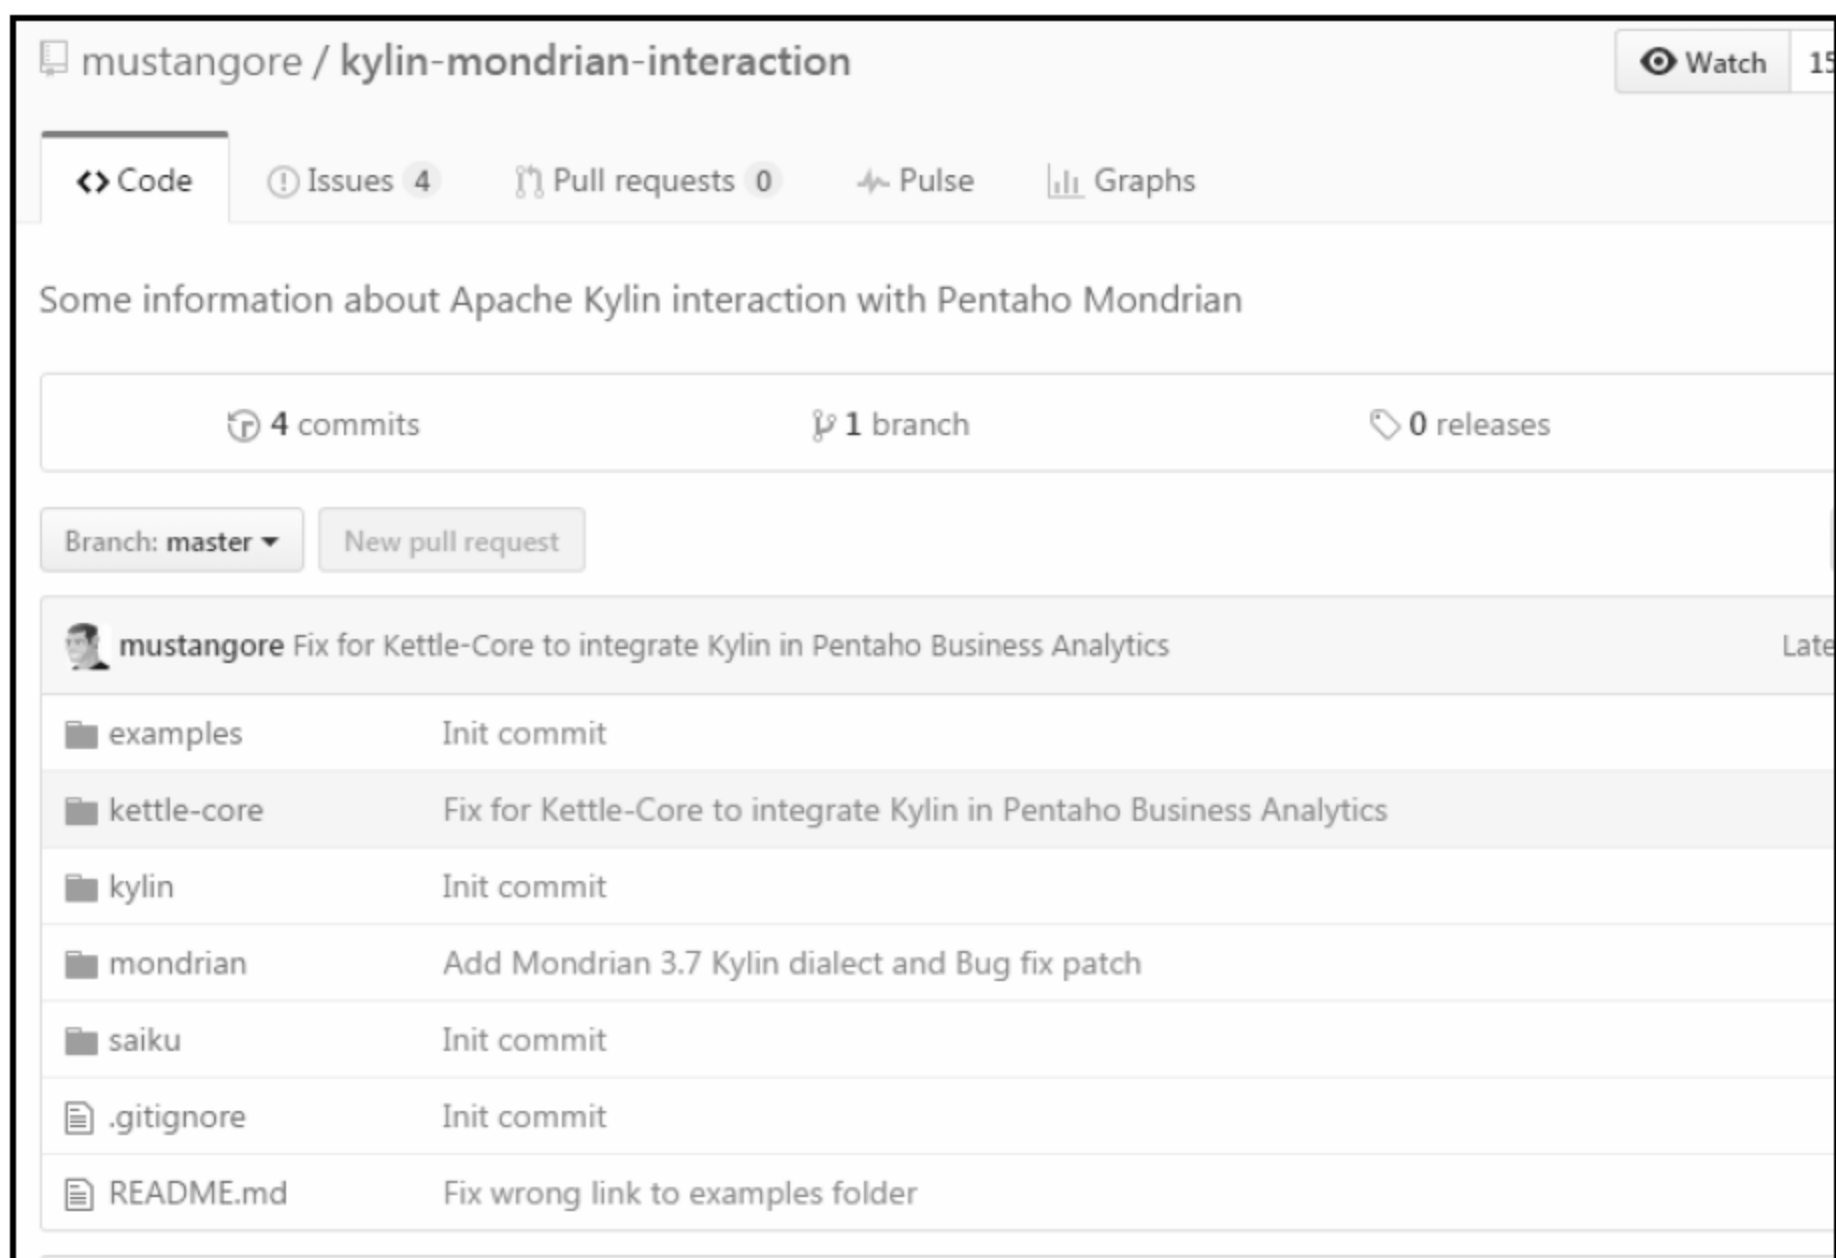 mustangore / kylin-mondrian-interaction Watch 15
Code Issues 4 Pull requests 0 Pulse Graphs
Some information about Apache Kylin interaction with Pentaho Mondrian
4 commits 1 branch 0 releases
Branch: master New pull request
mustangore Fix for Kettle-Core to integrate Kylin in Pentaho Business Analytics Late
examples Init commit
kettle-core Fix for Kettle-Core to integrate Kylin in Pentaho Business Analytics
kylin Init commit
mondrian Add Mondrian 3.7 Kylin dialect and Bug fix patch
saiku Init commit
.gitignore Init commit
README.md Fix wrong link to examples folder